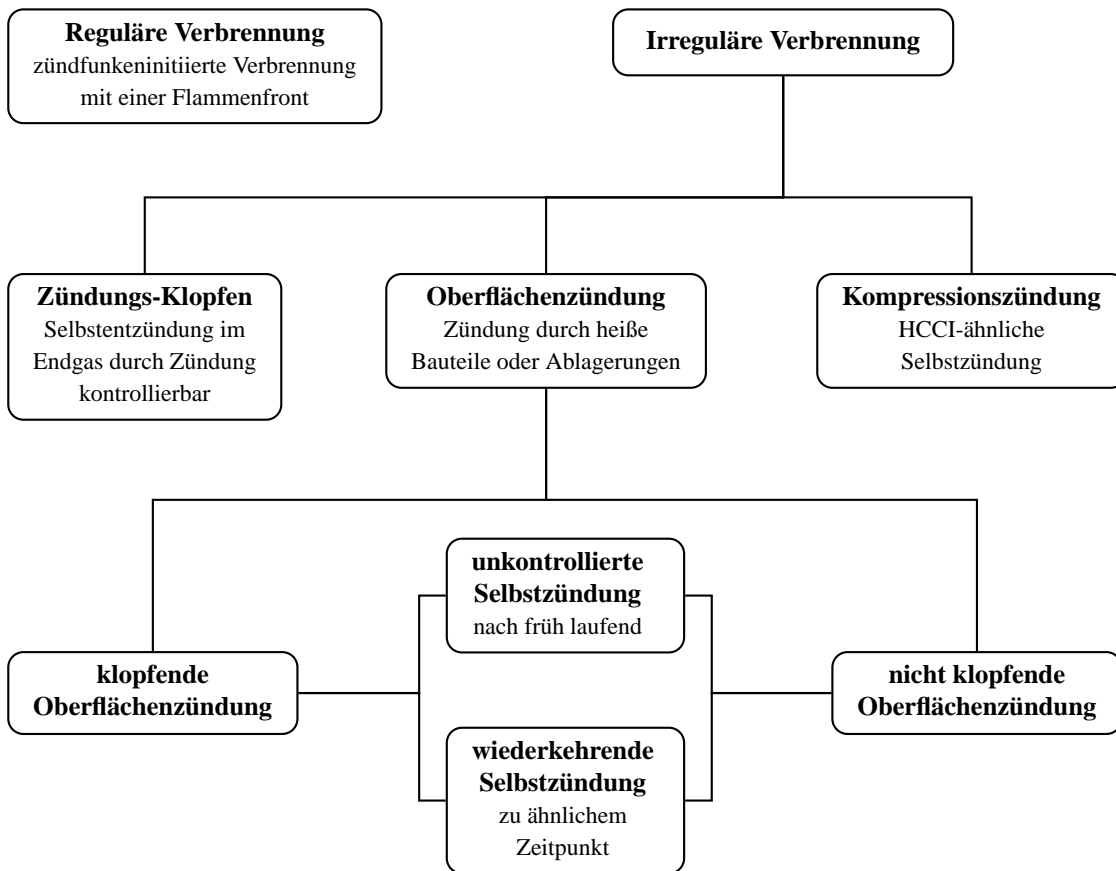 Reguläre Verbrennung
zündfunkeninitiierte Verbrennung
mit einer Flammenfront
Irreguläre Verbrennung
Zündungs-Klopfen
Selbstentzündung im
Endgas durch Zündung
kontrollierbar
Oberflächenzündung
Zündung durch heiße
Bauteile oder Ablagerungen
Kompressionszündung
HCCI-ähnliche
Selbstzündung
unkontrollierte
Selbstzündung
nach früh laufend
klopfende
Oberflächenzündung
nicht klopfende
Oberflächenzündung
wiederkehrende
Selbstzündung
zu ähnlichem
Zeitpunkt